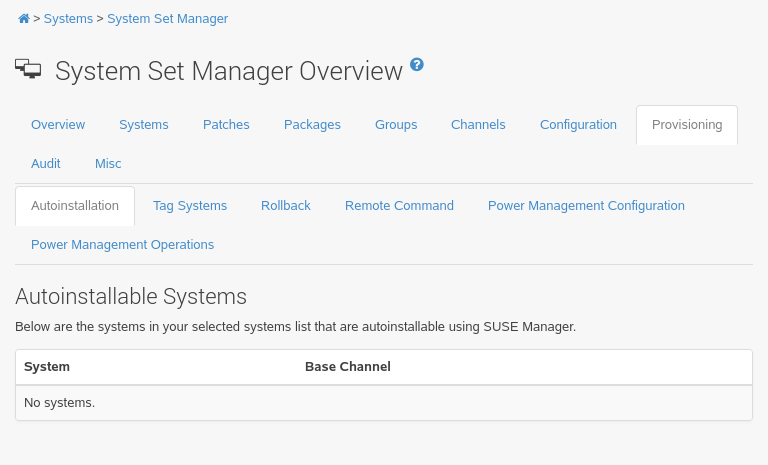 > Systems > System Set Manager
System Set Manager Overview
Overview Systems Patches Packages Groups Channels Configuration Provisioning
Audit Misc
Autoinstallation Tag Systems Rollback Remote Command Power Management Configuration
Power Management Operations
Autoinstallable Systems
Below are the systems in your selected systems list that are autoinstallable using SUSE Manager.
System Base Channel
No systems.